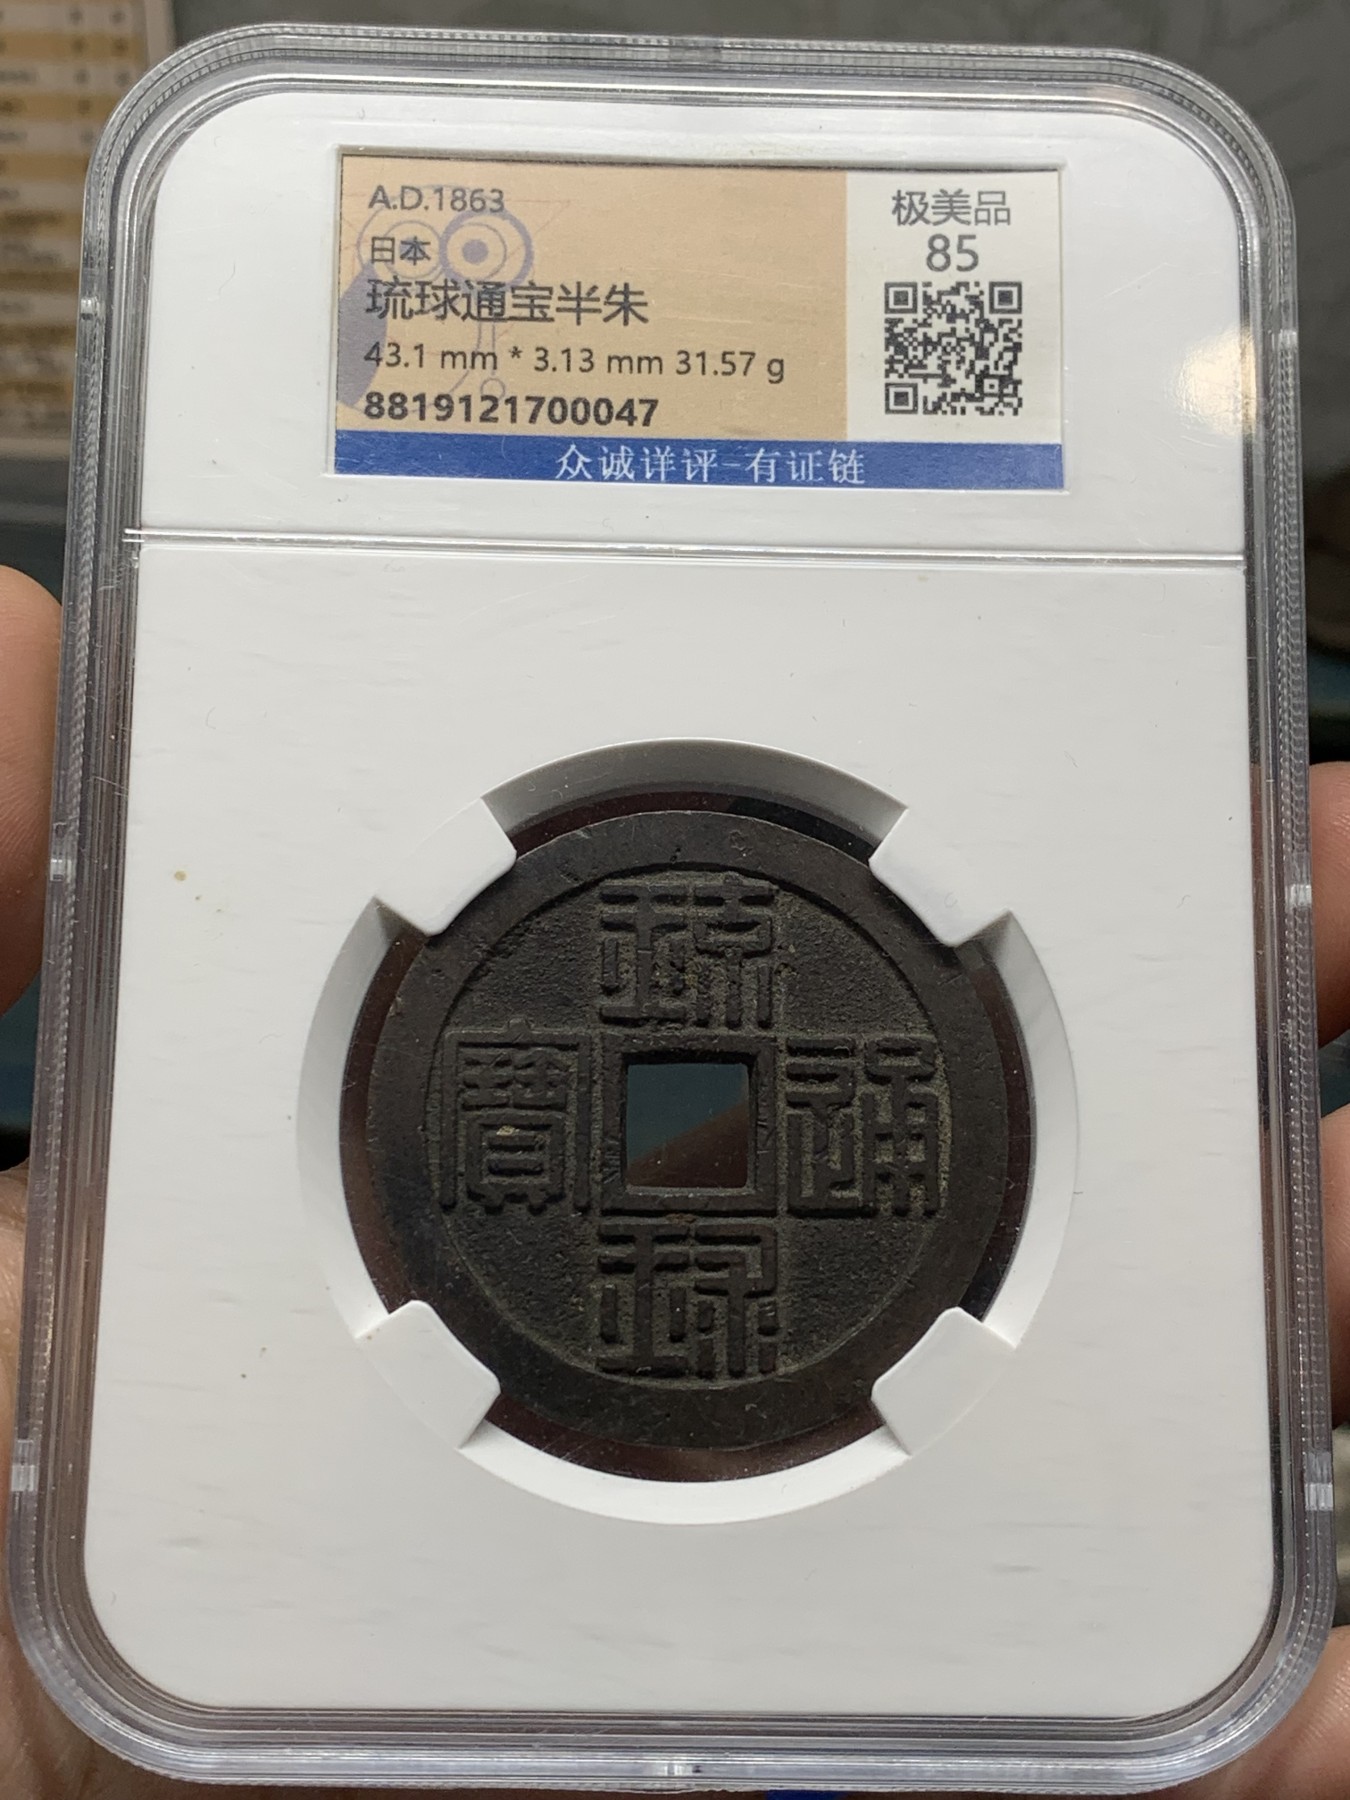 A.D.1863
日本
琉球通宝半朱
43.1 mm * 3.13 mm 31.57 g
8819121700047
极美品
85
众诚详评-有证链
琉
球
通
寶